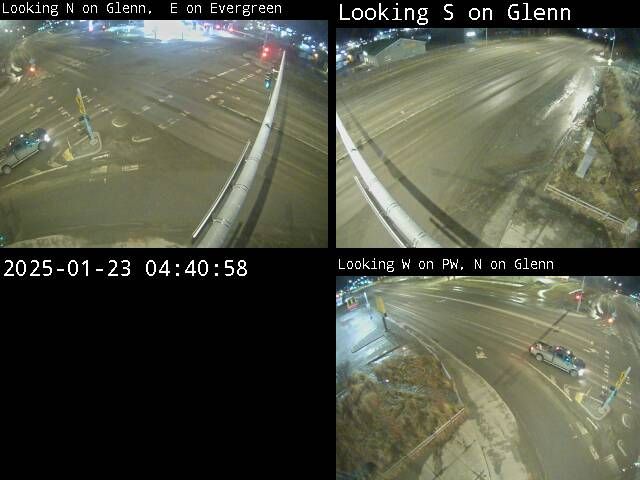 Looking N on Glenn,  E on Evergreen
Looking S on Glenn
2025-01-23 04:40:58
Looking W on PW, N on Glenn